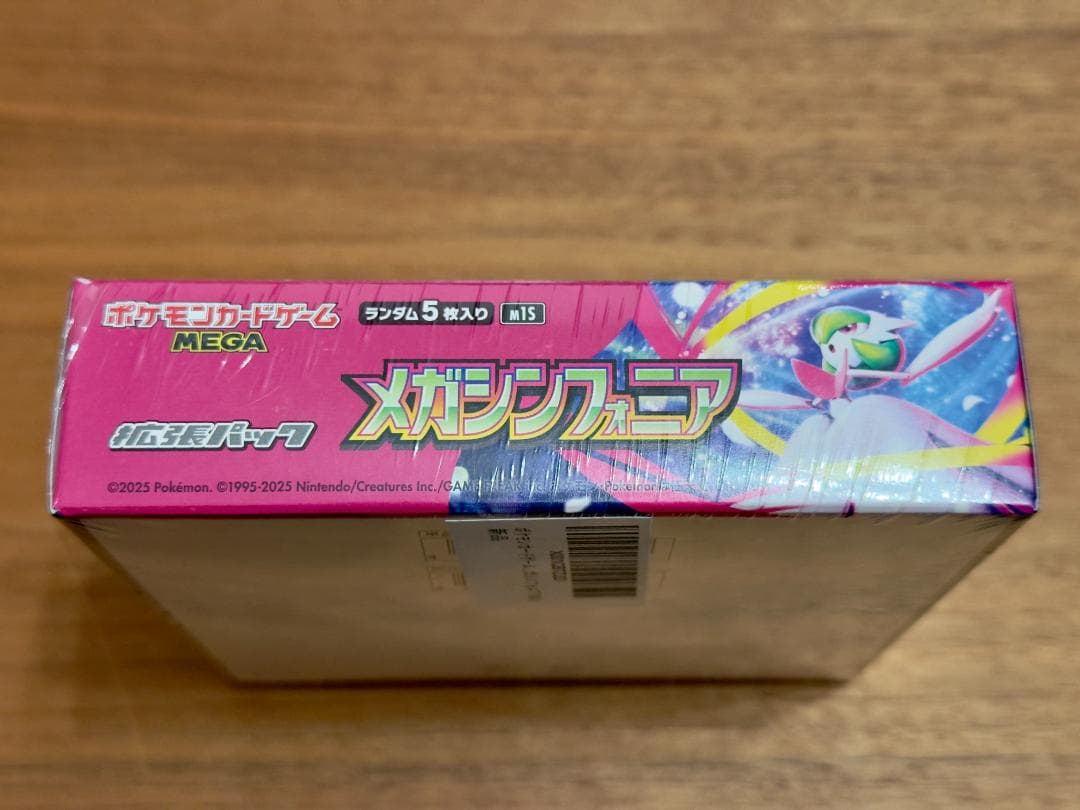 ポケモンカードゲーム
MEGA
ランダム5枚入り
M1S
メガシンフォニア
拡張パック
©2025 Pokémon. ©1995-2025 Nintendo/Creatures Inc./GAME FREAK
新品